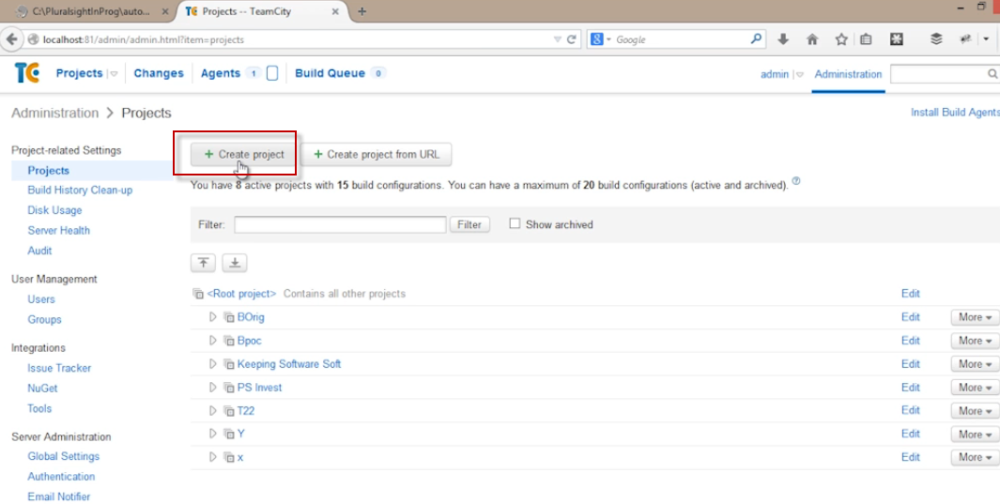 C:\PluralsightInProg\auto... × TC Projects -- TeamCity × +
localhost:81/admin/admin.html?item=projects Google
TC Projects Changes Agents 1 Build Queue 0 admin Administration
Administration > Projects Install Build Agents
Project-related Settings
Projects
Build History Clean-up
Disk Usage
Server Health
Audit
User Management
Users
Groups
Integrations
Issue Tracker
NuGet
Tools
Server Administration
Global Settings
Authentication
Email Notifier
+ Create project + Create project from URL
You have 8 active projects with 15 build configurations. You can have a maximum of 20 build configurations (active and archived). ?
Filter: Filter Show archived
<Root project> Contains all other projects Edit
BOrig Edit More
Bpoc Edit More
Keeping Software Soft Edit More
PS Invest Edit More
T22 Edit More
Y Edit More
x Edit More